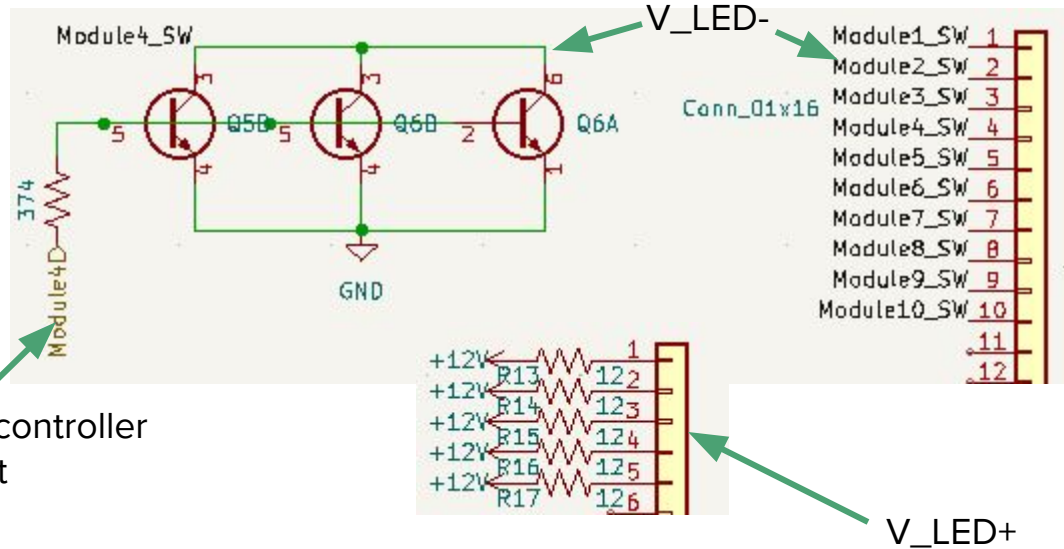 V_LED-
Module4_SW
3
3
6
5
Q5B
5
Q6B
2
Q6A
4
4
1
374
Module4
GND
Conn_01x16
Module1_SW 1
Module2_SW 2
Module3_SW 3
Module4_SW 4
Module5_SW 5
Module6_SW 6
Module7_SW 7
Module8_SW 8
Module9_SW 9
Module10_SW 10
11
12
controller
t
+12V 1
R13 12 2
+12V
R14 12 3
+12V
R15 12 4
+12V
R16 12 5
+12V
R17 12 6
V_LED+